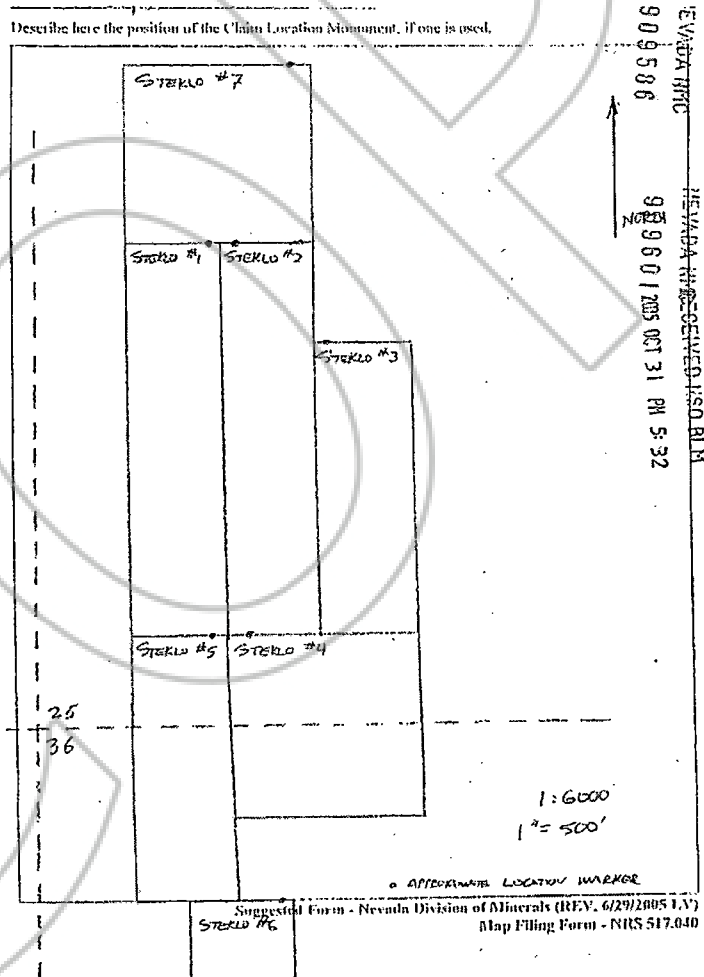 Describe here the position of the Claim Location Monument, if one is used.
STEKLO #7
STEKLO #1
STEKLO #2
STEKLO #3
STEKLO #5
STEKLO #4
25
36
NORTH
1:6000
1"= 500'
• APPROXIMATE LOCATION MARKER
Suggested Form - Nevada Division of Minerals (REV. 6/29/2005 LV)
Map Filing Form - NRS 517.040
STEKLO #6
909586
2005 OCT 31 PM 5:32
RECEIVED NSO BLM